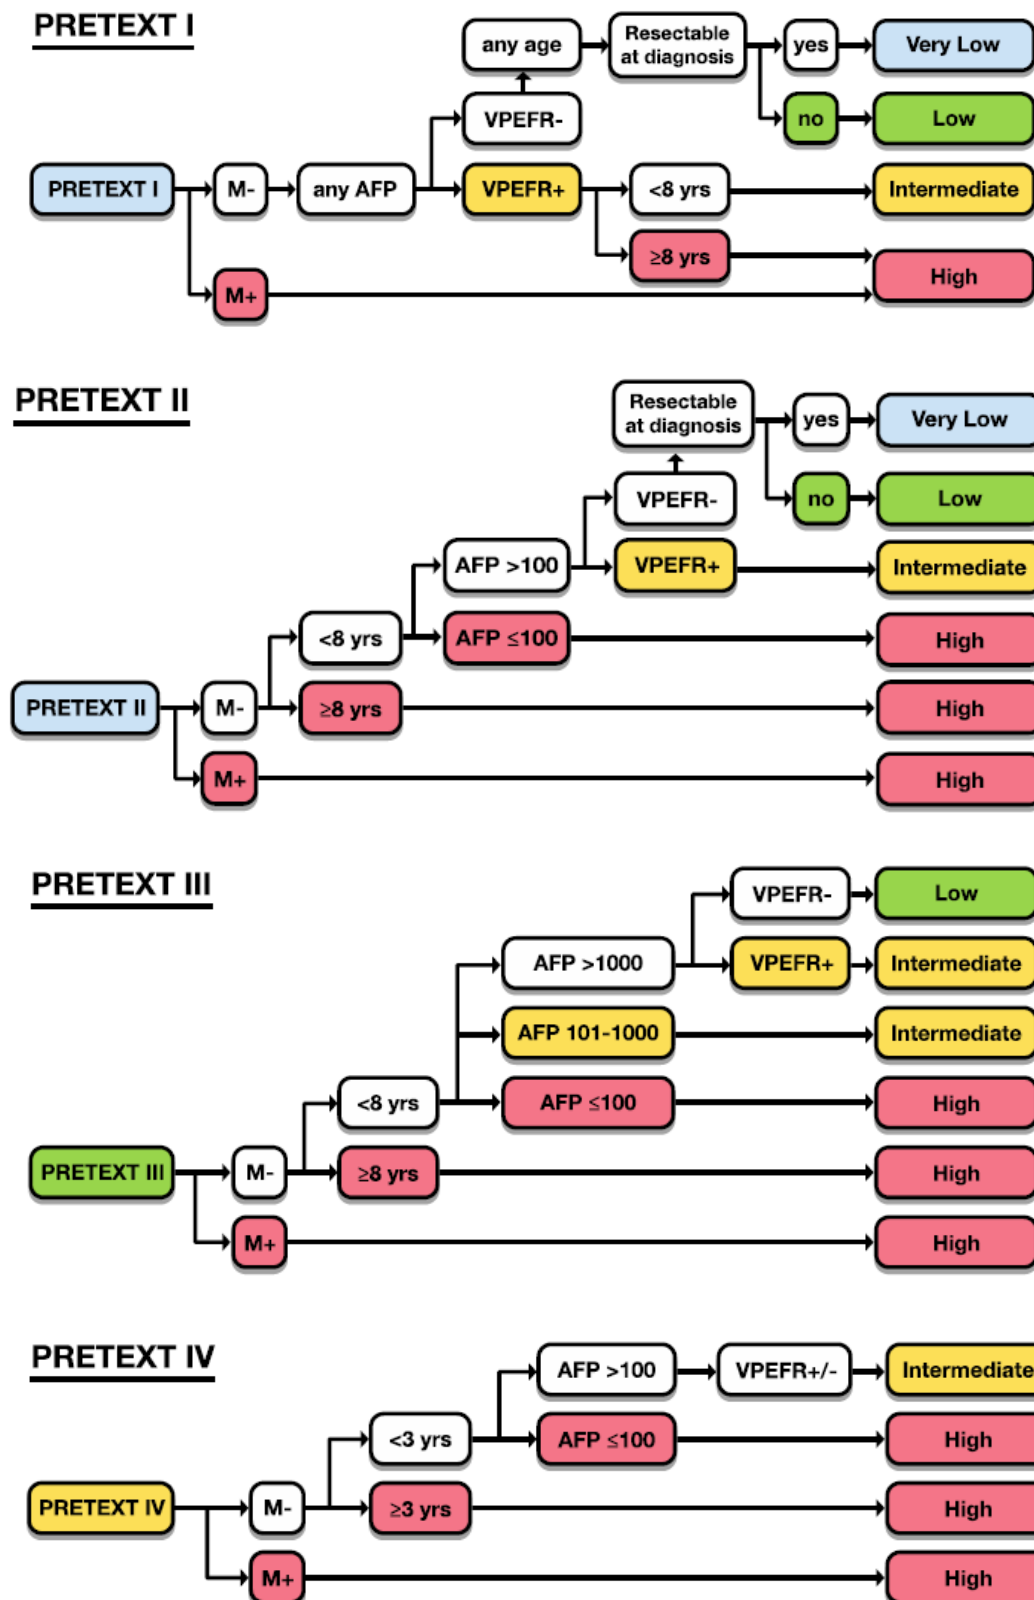 PRETEXT I
any age
Resectable
at diagnosis
yes
Very Low
VPEFR-
no
Low
PRETEXT I
M-
any AFP
VPEFR+
<8 yrs
Intermediate
≥8 yrs
High
M+
PRETEXT II
Resectable
at diagnosis
yes
Very Low
VPEFR-
no
Low
AFP >100
VPEFR+
Intermediate
<8 yrs
AFP ≤100
High
PRETEXT II
M-
≥8 yrs
High
M+
High
PRETEXT III
VPEFR-
Low
AFP >1000
VPEFR+
Intermediate
AFP 101-1000
Intermediate
<8 yrs
AFP ≤100
High
PRETEXT III
M-
≥8 yrs
High
M+
High
PRETEXT IV
AFP >100
VPEFR+/-
Intermediate
<3 yrs
AFP ≤100
High
PRETEXT IV
M-
≥3 yrs
High
M+
High